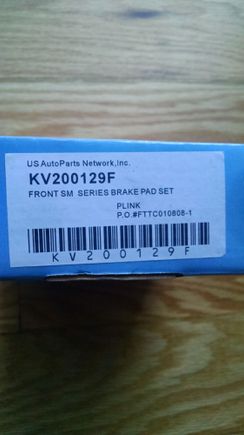 US AutoParts Network,Inc.
KV200129F
FRONT SM SERIES BRAKE PAD SET
PLINK
P.O.#FTTC010808-1
KV200129F